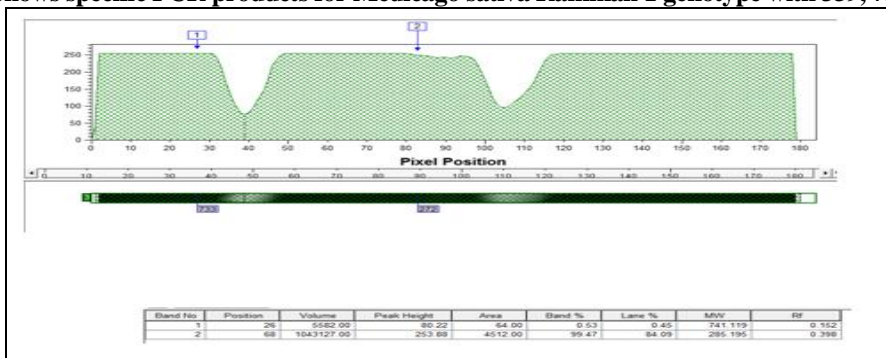 hows specific PCR products for Medicago sativa
1 2
250
200
150
100
50
0
0 10 20 30 40 50 60 70 80 90 100 110 120 130 140 150 160 170 180
Pixel Position
0 10 20 30 40 50 60 70 80 90 100 110 120 130 140 150 160 170 180
3
733 272
Band No Position Volume Peak Height Area Band % Lane % MW Rf
1 26 5582.00 80.22 64.00 0.53 0.45 741.119 0.152
2 68 1043127.00 253.88 4512.00 99.47 84.09 285.195 0.398